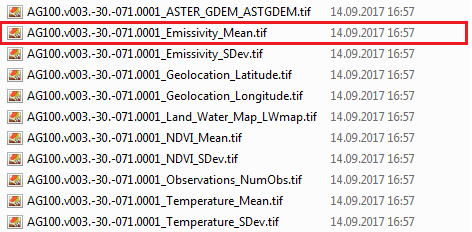 AG100.v003.-30.-071.0001_ASTER_GDEM_ASTGDEM.tif 14.09.2017 16:57
AG100.v003.-30.-071.0001_Emissivity_Mean.tif 14.09.2017 16:57
AG100.v003.-30.-071.0001_Emissivity_SDev.tif 14.09.2017 16:57
AG100.v003.-30.-071.0001_Geolocation_Latitude.tif 14.09.2017 16:57
AG100.v003.-30.-071.0001_Geolocation_Longitude.tif 14.09.2017 16:57
AG100.v003.-30.-071.0001_Land_Water_Map_LWmap.tif 14.09.2017 16:57
AG100.v003.-30.-071.0001_NDVI_Mean.tif 14.09.2017 16:57
AG100.v003.-30.-071.0001_NDVI_SDev.tif 14.09.2017 16:57
AG100.v003.-30.-071.0001_Observations_NumObs.tif 14.09.2017 16:57
AG100.v003.-30.-071.0001_Temperature_Mean.tif 14.09.2017 16:57
AG100.v003.-30.-071.0001_Temperature_SDev.tif 14.09.2017 16:57